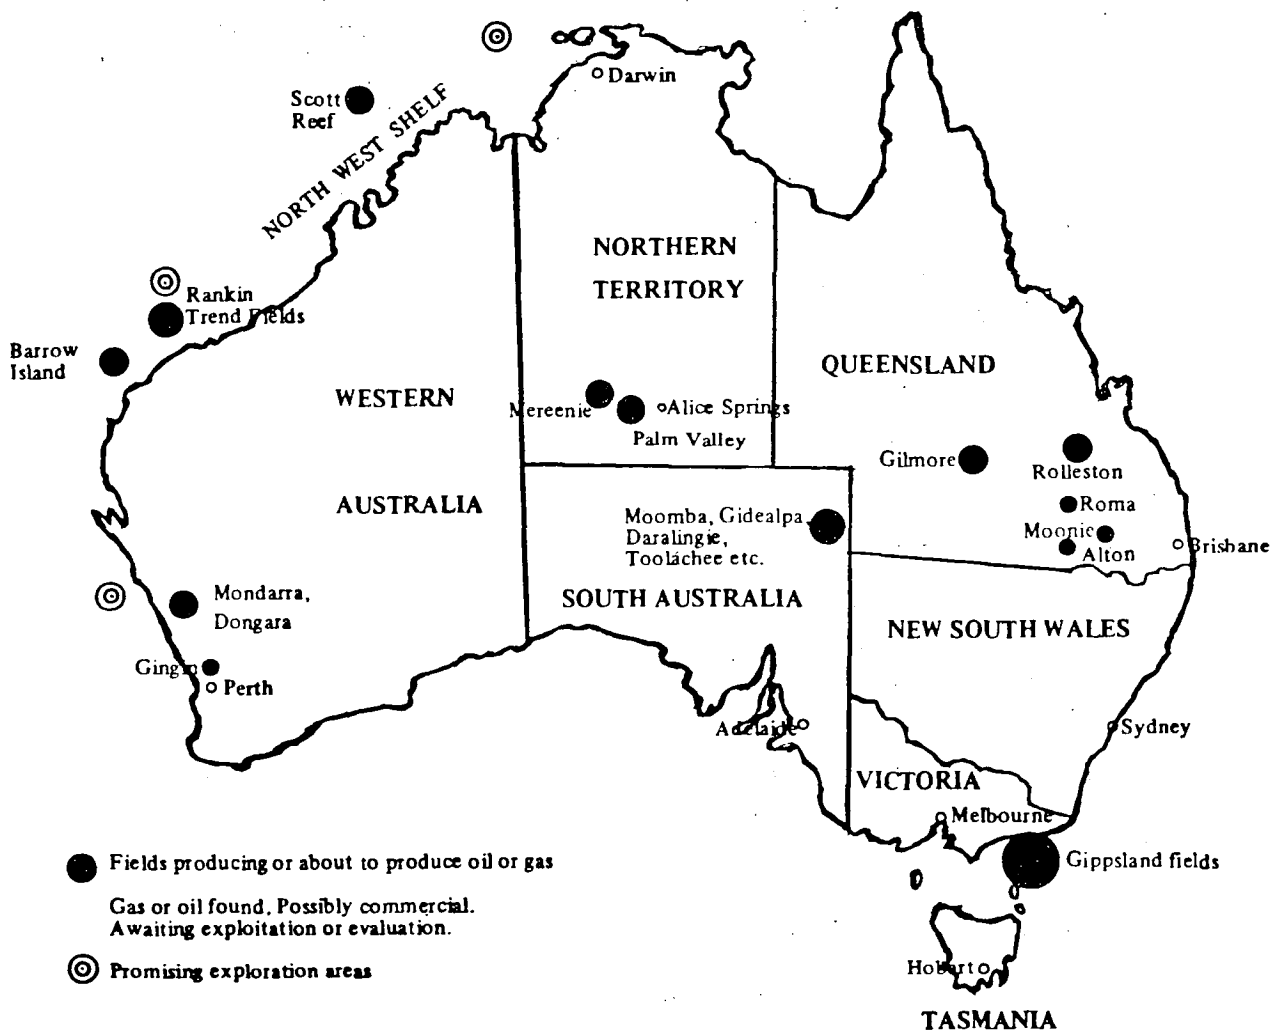 Darwin
Scott
Reef
NORTH WEST SHELF
NORTHERN
TERRITORY
Rankin
Trend Fields
Barrow
Island
QUEENSLAND
WESTERN
Mereenie
Alice Springs
Palm Valley
Gilmore
Rolleston
AUSTRALIA
Roma
Moomba, Gidealpa,
Daralingie,
Toolachee etc.
Moonie
Alton
Brisbane
Mondarra,
Dongara
SOUTH AUSTRALIA
NEW SOUTH WALES
Gingin
Perth
Adelaide
Sydney
VICTORIA
Melbourne
Gippsland fields
Fields producing or about to produce oil or gas
Gas or oil found. Possibly commercial.
Awaiting exploitation or evaluation.
Promising exploration areas
Hobart
TASMANIA